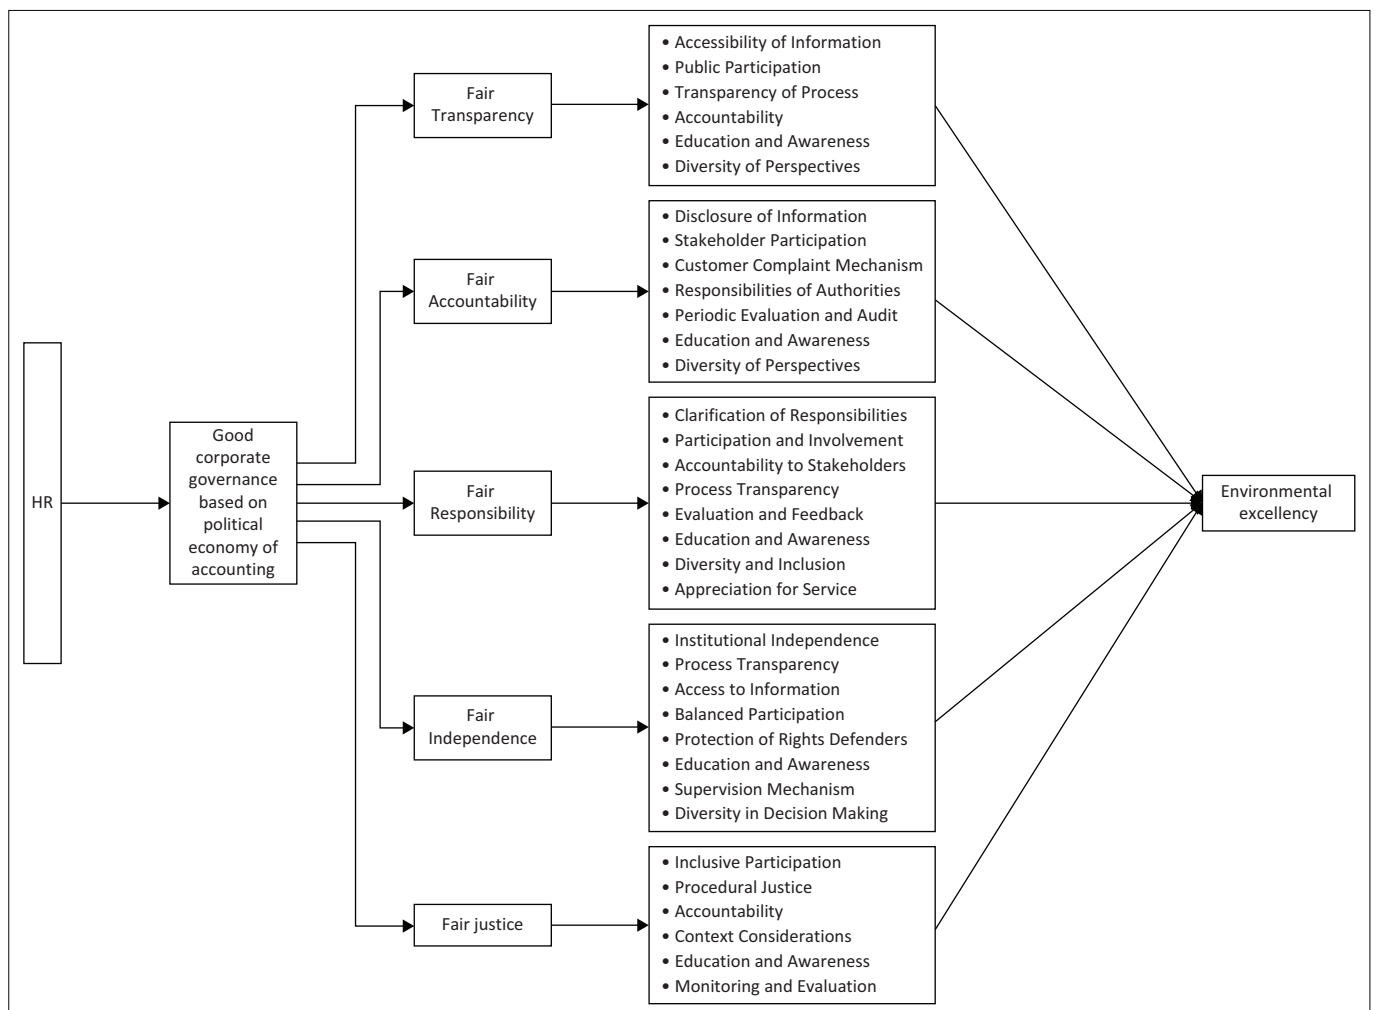 HR
Good
corporate
governance
based on
political
economy of
accounting
Fair
Transparency
• Accessibility of Information
• Public Participation
• Transparency of Process
• Accountability
• Education and Awareness
• Diversity of Perspectives
Fair
Accountability
• Disclosure of Information
• Stakeholder Participation
• Customer Complaint Mechanism
• Responsibilities of Authorities
• Periodic Evaluation and Audit
• Education and Awareness
• Diversity of Perspectives
Fair
Responsibility
• Clarification of Responsibilities
• Participation and Involvement
• Accountability to Stakeholders
• Process Transparency
• Evaluation and Feedback
• Education and Awareness
• Diversity and Inclusion
• Appreciation for Service
Fair
Independence
• Institutional Independence
• Process Transparency
• Access to Information
• Balanced Participation
• Protection of Rights Defenders
• Education and Awareness
• Supervision Mechanism
• Diversity in Decision Making
Fair justice
• Inclusive Participation
• Procedural Justice
• Accountability
• Context Considerations
• Education and Awareness
• Monitoring and Evaluation
Environmental
excellency